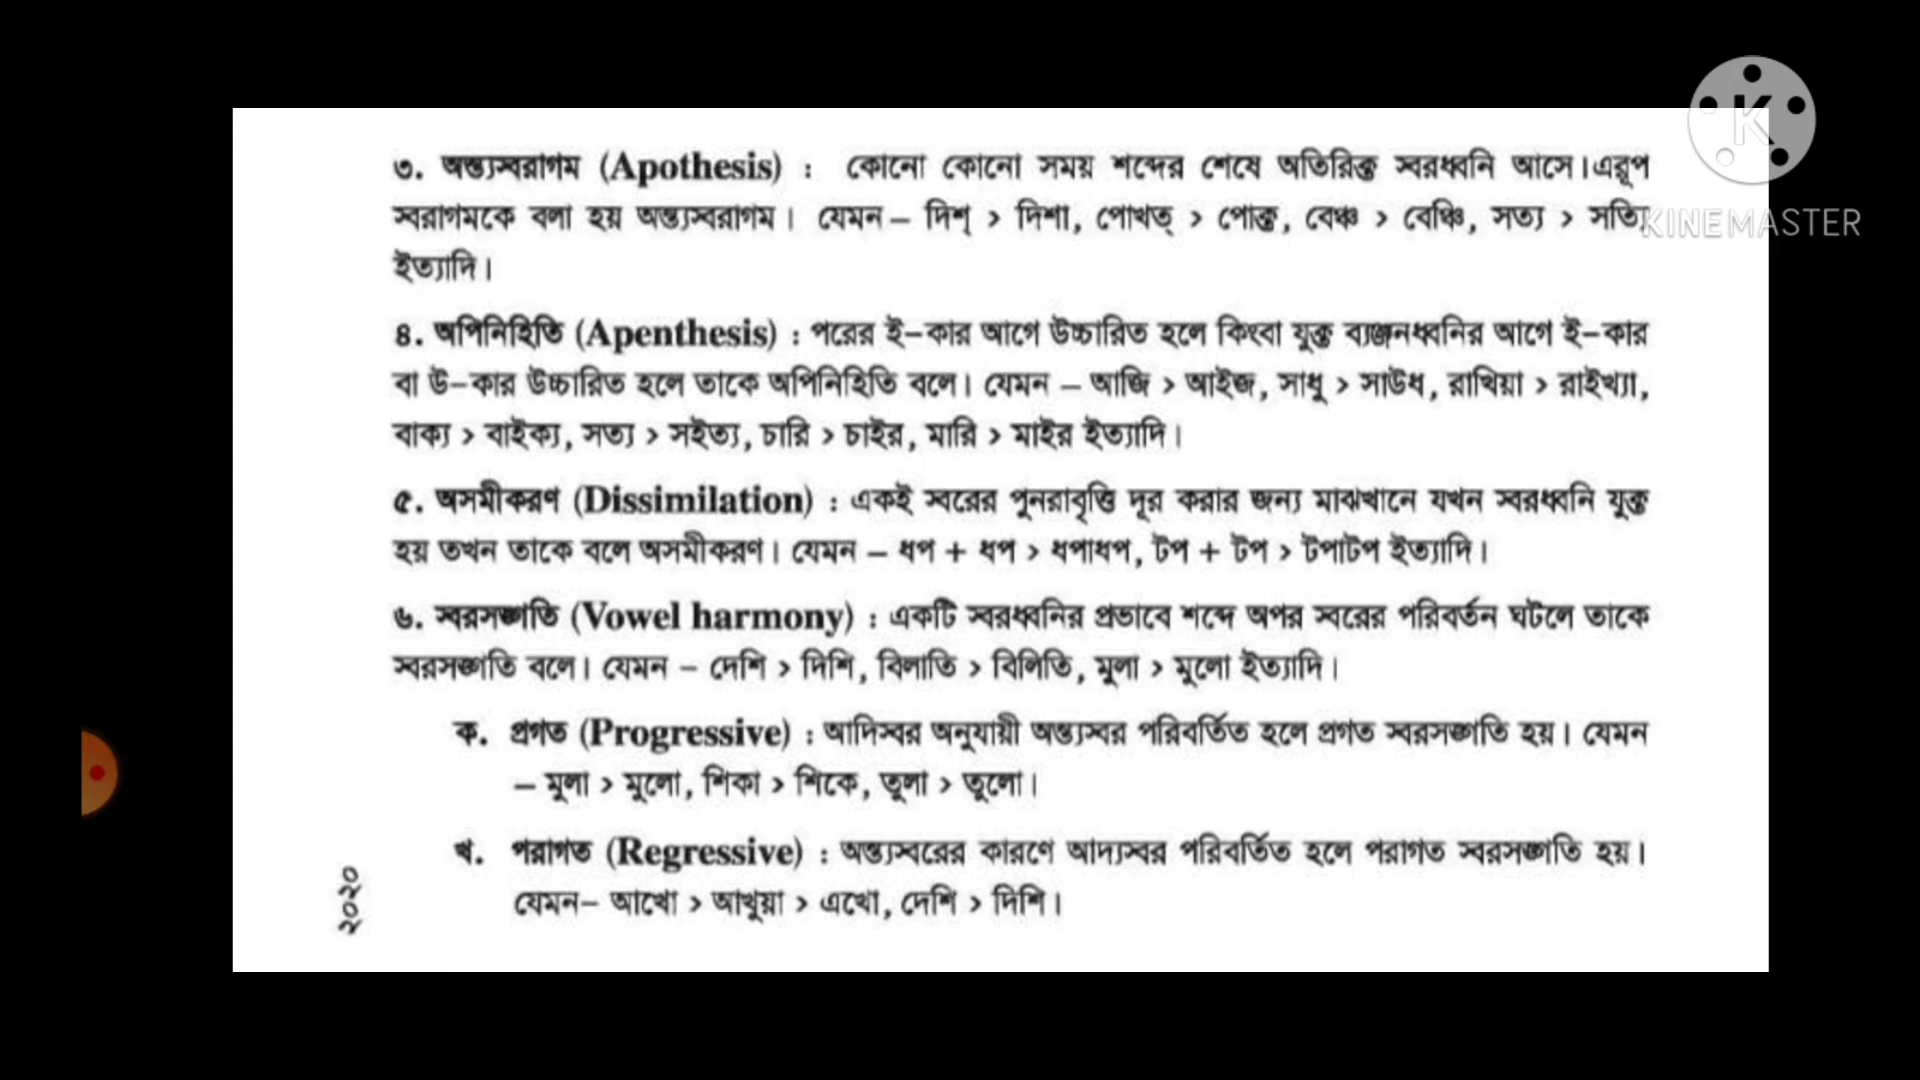 ৩. অন্ত্যস্বরাগম (Apothesis) : কোনো কোনো সময় শব্দের শেষে অতিরিক্ত স্বরধ্বনি আসে।এরূপ
স্বরাগমকে বলা হয় অন্ত্যস্বরাগম। যেমন – দিশ্ > দিশা, পোখত্ > পোক্ত, বেঞ্চ > বেঞ্চি, সত্য > সত্যি,
ইত্যাদি।
৪. অপিনিহিতি (Apenthesis) : পরের ই–কার আগে উচ্চারিত হলে কিংবা যুক্ত ব্যঞ্জনধ্বনির আগে ই–কার
বা উ–কার উচ্চারিত হলে তাকে অপিনিহিতি বলে। যেমন – আজি > আইজ, সাধু > সাউধ, রাখিয়া > রাইখ্যা,
বাক্য > বাইক্য, সত্য > সইত্য, চারি > চাইর, মারি > মাইর ইত্যাদি।
৫. অসমীকরণ (Dissimilation) : একই স্বরের পুনরাবৃত্তি দূর করার জন্য মাঝখানে যখন স্বরধ্বনি যুক্ত
হয় তখন তাকে বলে অসমীকরণ। যেমন – ধপ + ধপ > ধপাধপ, টপ + টপ > টপাটপ ইত্যাদি।
৬. স্বরসঙ্গতি (Vowel harmony) : একটি স্বরধ্বনির প্রভাবে শব্দে অপর স্বরের পরিবর্তন ঘটলে তাকে
স্বরসঙ্গতি বলে। যেমন – দেশি > দিশি, বিলাতি > বিলিতি, মুলা > মুলো ইত্যাদি।
ক. প্রগত (Progressive) : আদিস্বর অনুযায়ী অন্ত্যস্বর পরিবর্তিত হলে প্রগত স্বরসঙ্গতি হয়। যেমন
– মুলা > মুলো, শিকা > শিকে, তুলা > তুলো।
খ. পরাগত (Regressive) : অন্ত্যস্বরের কারণে আদ্যস্বর পরিবর্তিত হলে পরাগত স্বরসঙ্গতি হয়।
যেমন– আখো > আখুয়া > এখো, দেশি > দিশি।
২০২০
KINEMASTER